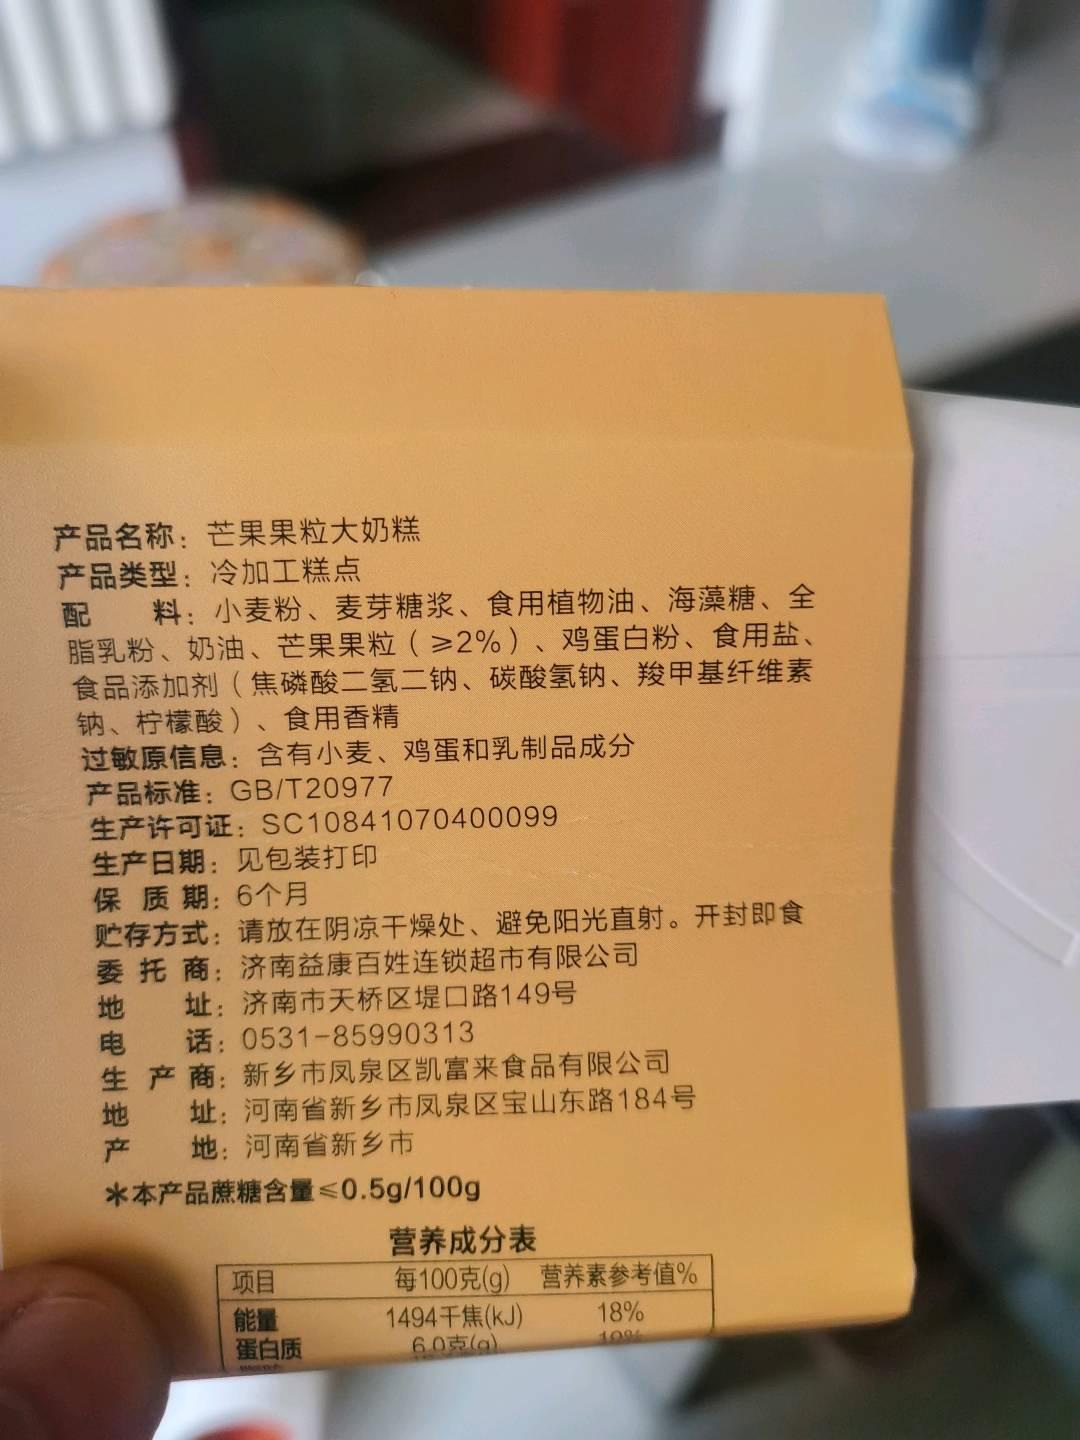 产品名称：芒果果粒大奶糕
产品类型：冷加工糕点
配　　料：小麦粉、麦芽糖浆、食用植物油、海藻糖、全
脂乳粉、奶油、芒果果粒（≥2%）、鸡蛋白粉、食用盐、
食品添加剂（焦磷酸二氢二钠、碳酸氢钠、羧甲基纤维素
钠、柠檬酸）、食用香精
过敏原信息：含有小麦、鸡蛋和乳制品成分
产品标准：GB/T20977
生产许可证：SC10841070400099
生产日期：见包装打印
保 质 期：6个月
贮存方式：请放在阴凉干燥处、避免阳光直射。开封即食
委 托 商：济南益康百姓连锁超市有限公司
地　　址：济南市天桥区堤口路149号
电　　话：0531-85990313
生 产 商：新乡市凤泉区凯富来食品有限公司
地　　址：河南省新乡市凤泉区宝山东路184号
产　　地：河南省新乡市
＊本产品蔗糖含量≤0.5g/100g
营养成分表
项目 每100克(g) 营养素参考值%
能量 1494千焦(kJ) 18%
蛋白质 6.0克(g) 10%